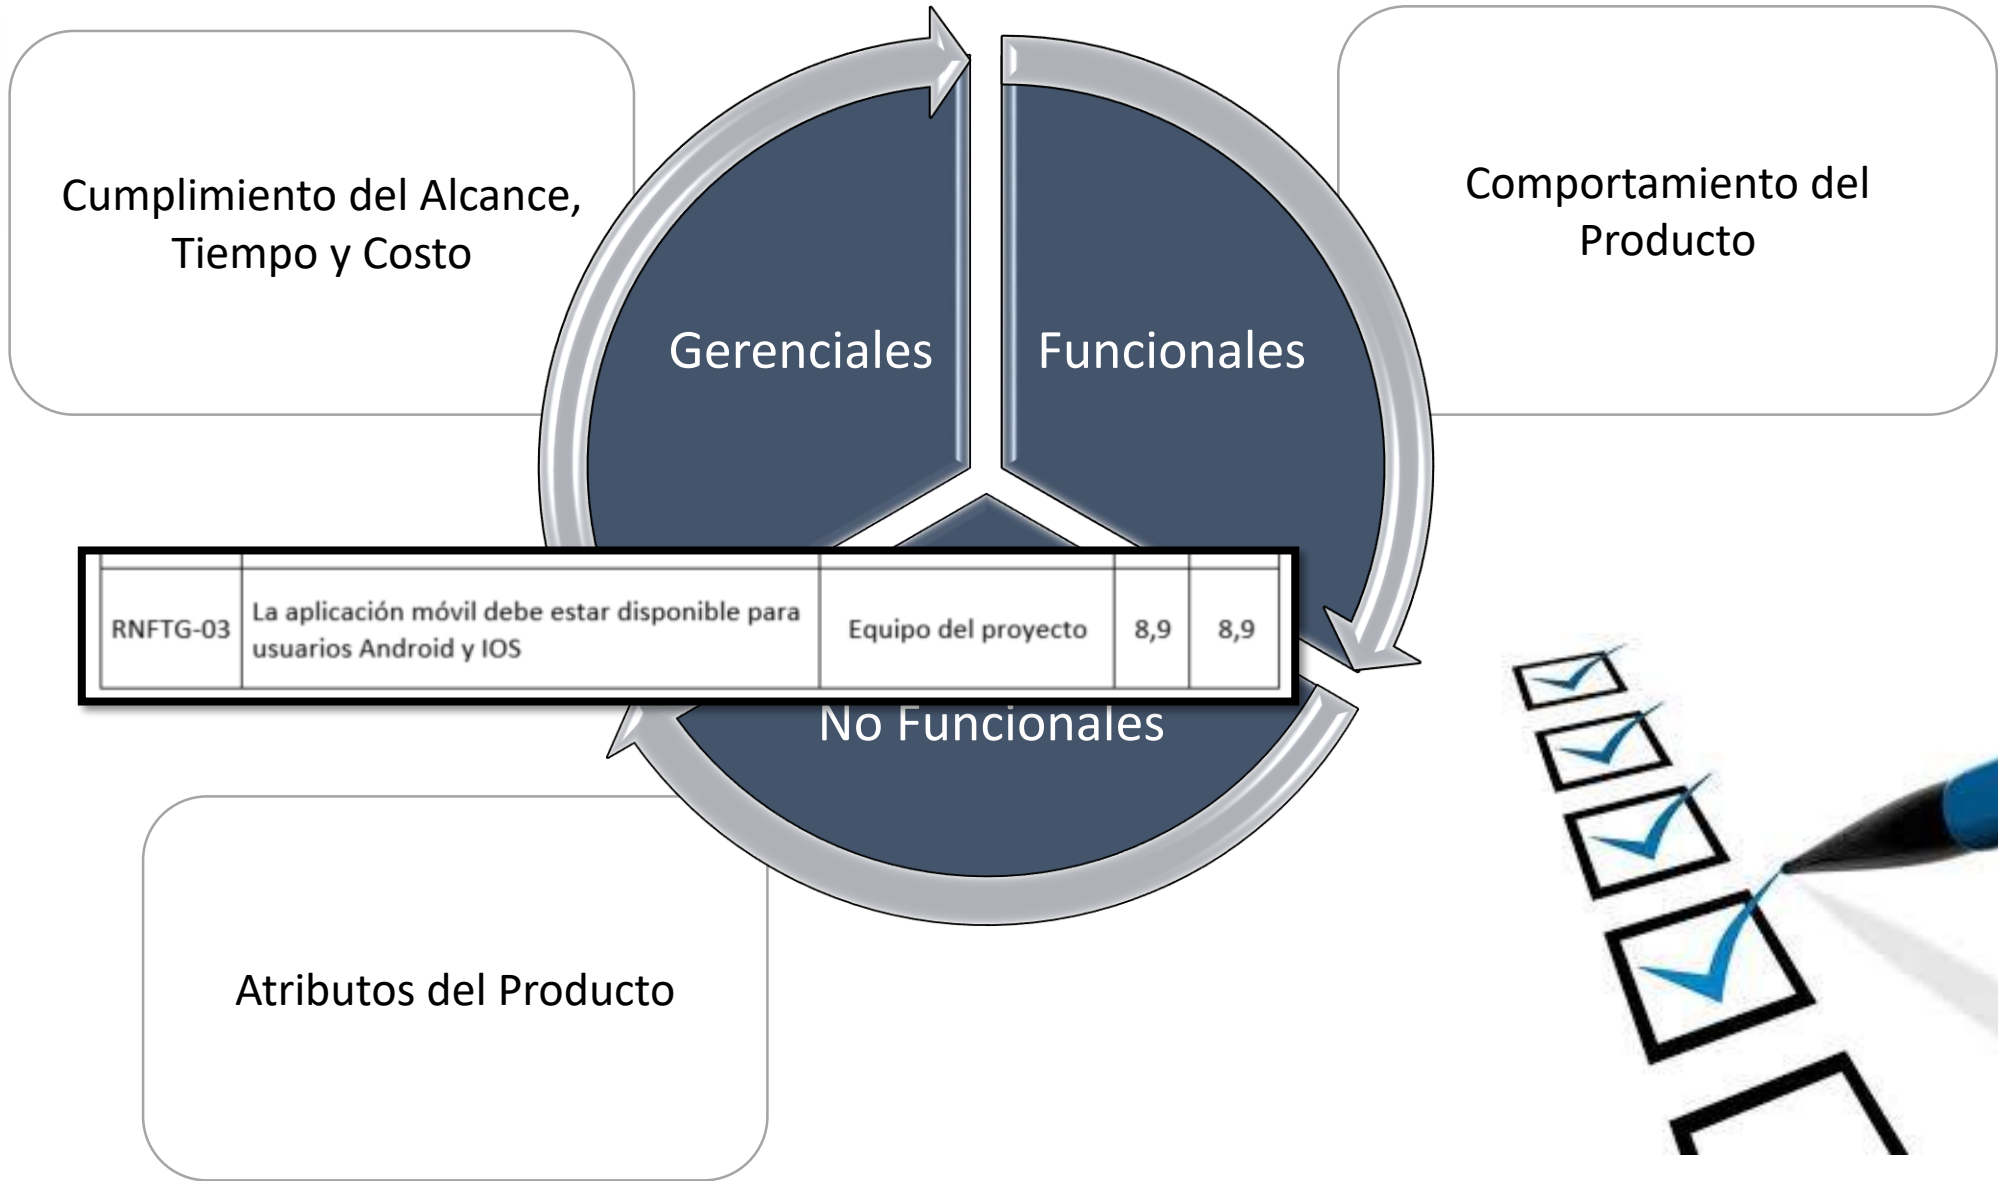 Cumplimiento del Alcance,
Tiempo y Costo
Comportamiento del
Producto
Gerenciales
Funcionales
RNFTG-03
La aplicación móvil debe estar disponible para
usuarios Android y IOS
Equipo del proyecto
8,9
8,9
No Funcionales
Atributos del Producto